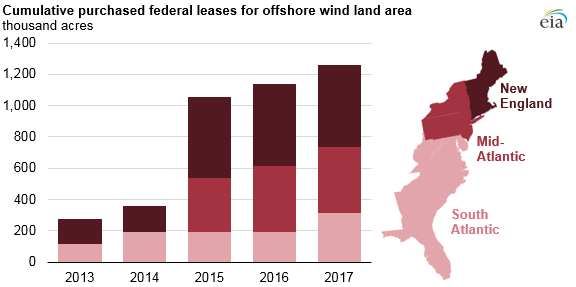 Cumulative purchased federal leases for offshore wind land area
thousand acres
eia
1,400
1,200
1,000
800
600
400
200
0
2013 2014 2015 2016 2017
New
England
Mid-
Atlantic
South
Atlantic